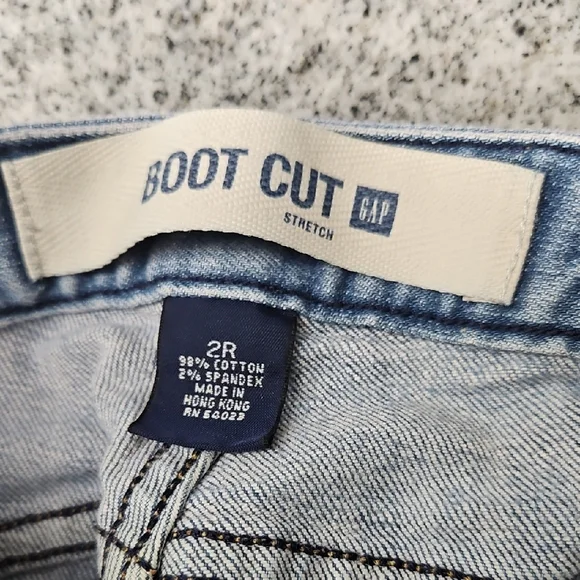 BOOT CUT GAP
STRETCH
2R
98% COTTON
2% SPANDEX
MADE IN
HONG KONG
RN 54023